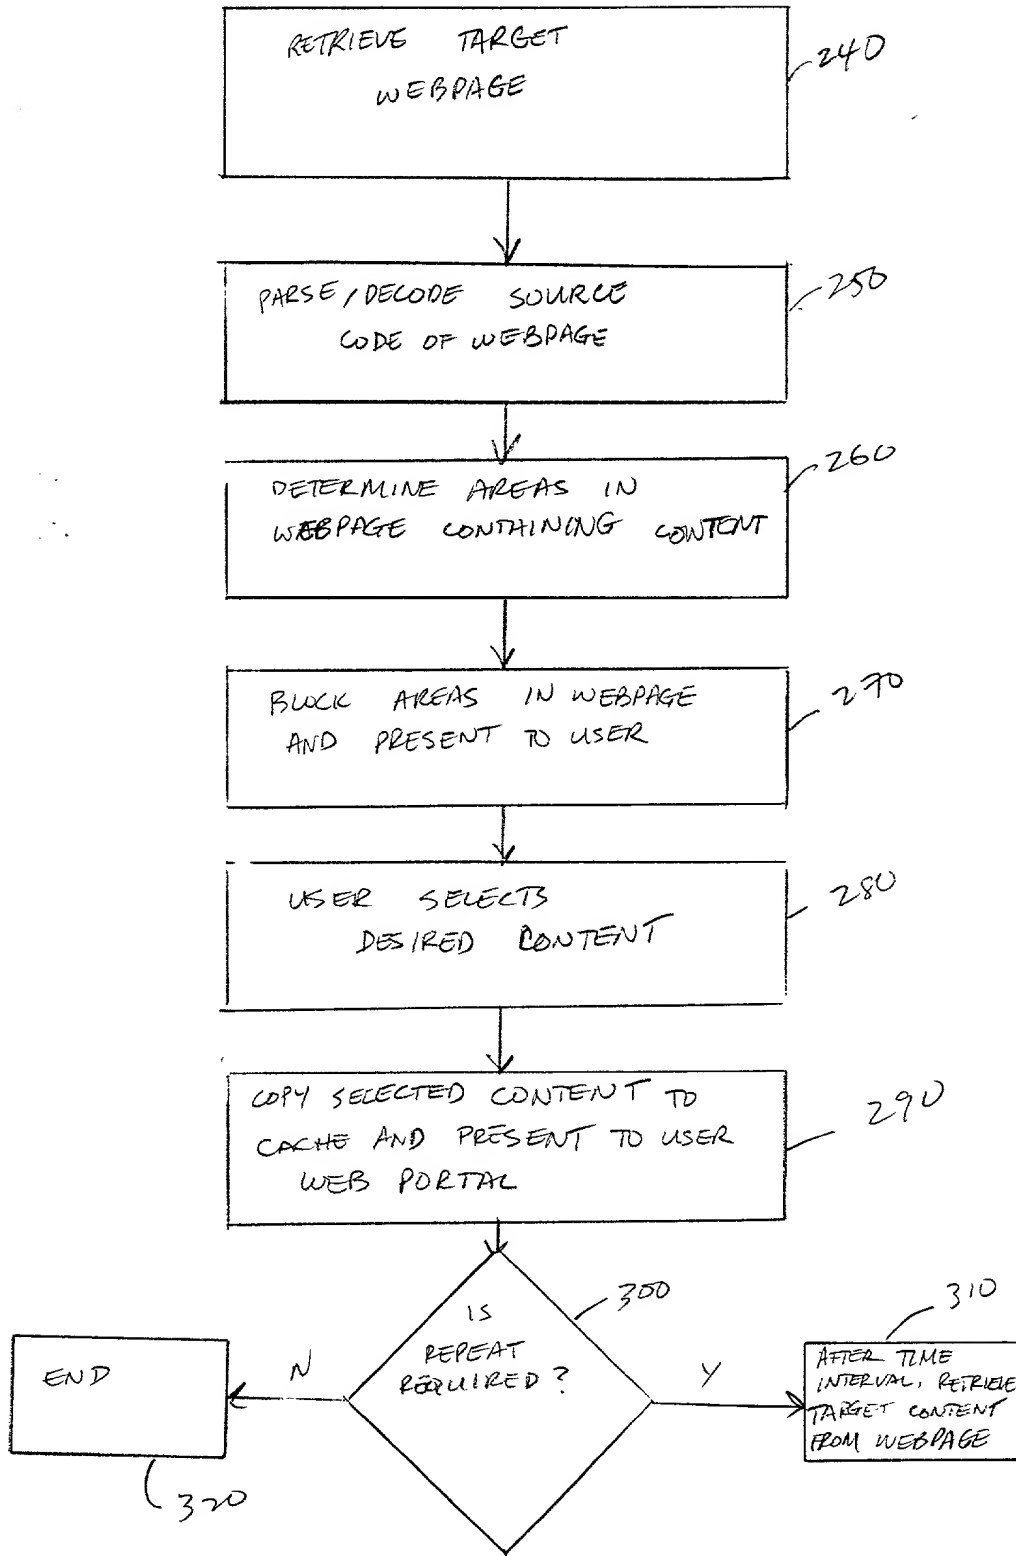 RETRIEVE TARGET
WEBPAGE
240
PARSE/DECODE SOURCE
CODE OF WEBPAGE
250
DETERMINE AREAS IN
WEBPAGE CONTAINING CONTENT
260
BLOCK AREAS IN WEBPAGE
AND PRESENT TO USER
270
USER SELECTS
DESIRED CONTENT
280
COPY SELECTED CONTENT TO
CACHE AND PRESENT TO USER
WEB PORTAL
290
IS
REPEAT
REQUIRED?
300
N
END
320
Y
310
AFTER TIME
INTERVAL, RETRIEVE
TARGET CONTENT
FROM WEBPAGE